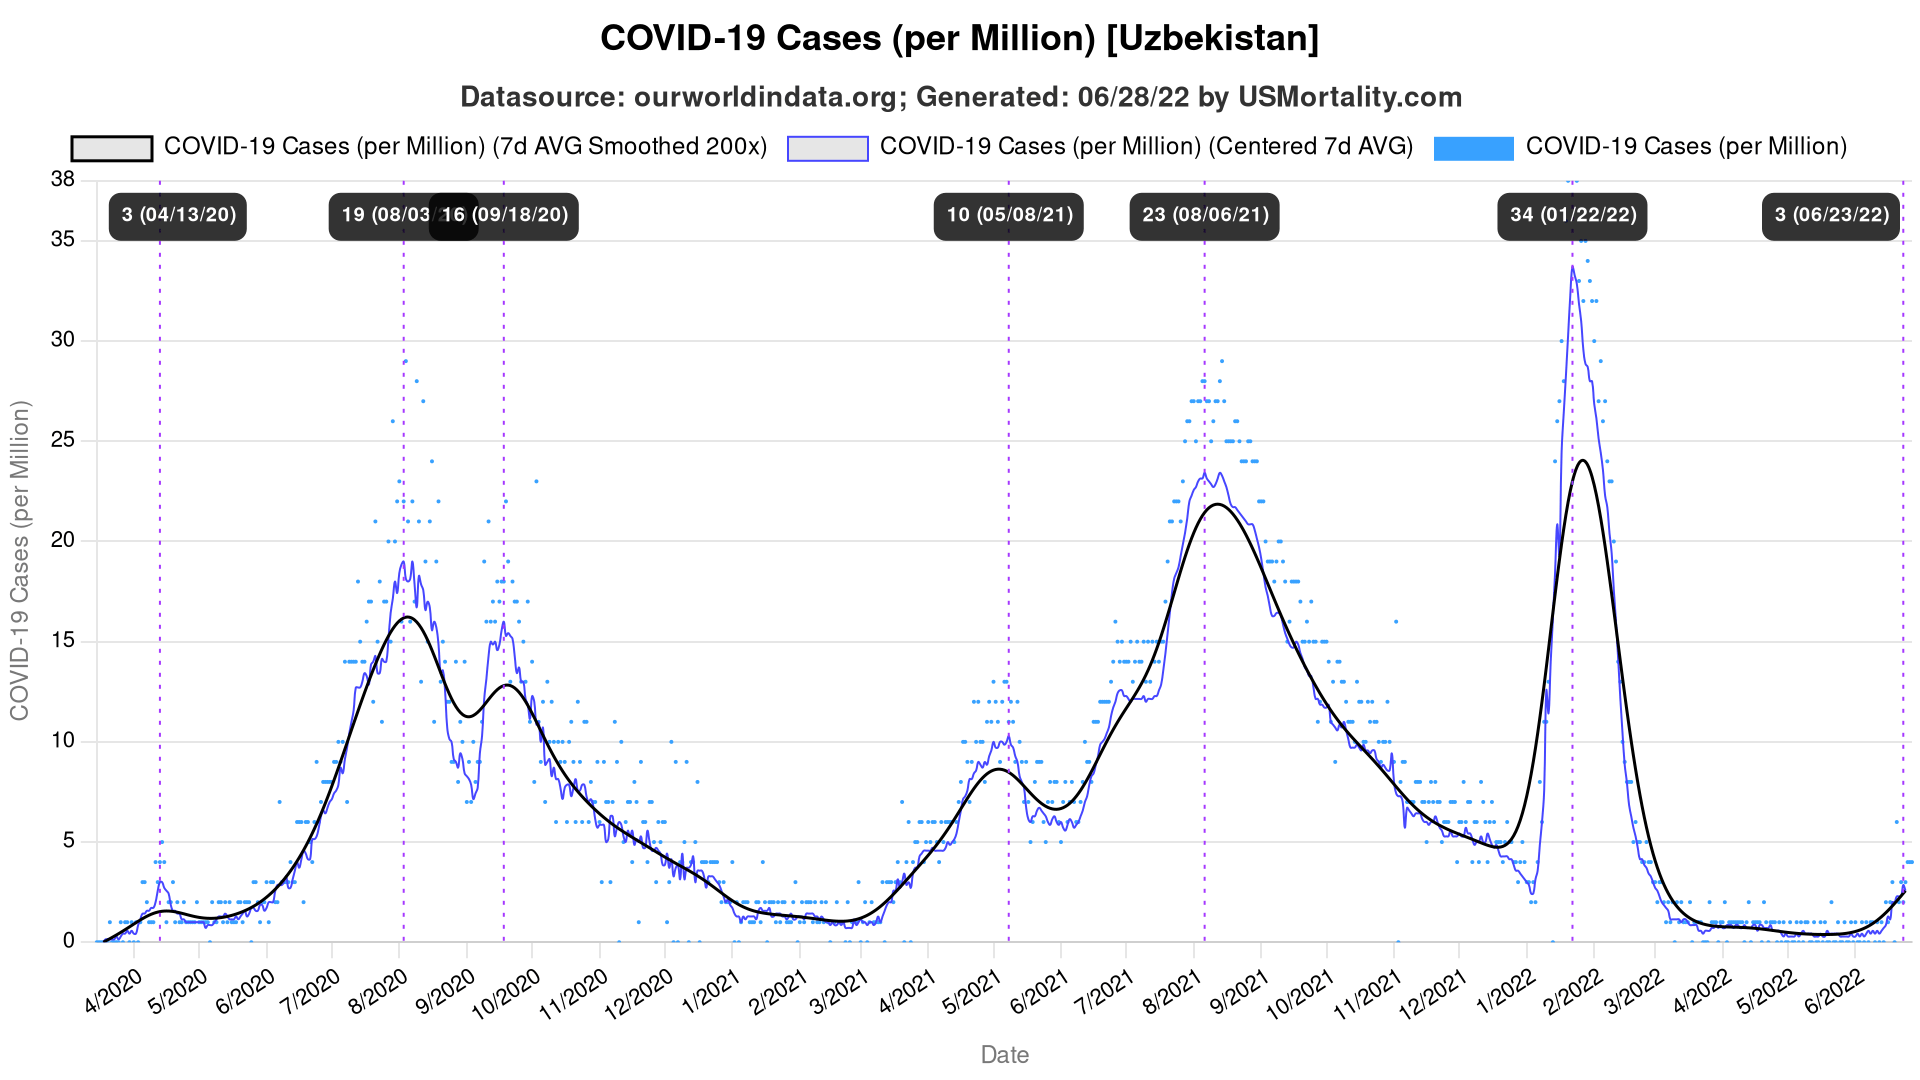 COVID-19 Cases (per Million) [Uzbekistan]
Datasource: ourworldindata.org; Generated: 06/28/22 by USMortality.com
COVID-19 Cases (per Million) (7d AVG Smoothed 200x) COVID-19 Cases (per Million) (Centered 7d AVG) COVID-19 Cases (per Million)
3 (04/13/20) 19 (08/03 16 (09/18/20) 10 (05/08/21) 23 (08/06/21) 34 (01/22/22) 3 (06/23/22)
38
35
30
25
20
15
10
5
0
COVID-19 Cases (per Million)
4/2020 5/2020 6/2020 7/2020 8/2020 9/2020 10/2020 11/2020 12/2020 1/2021 2/2021 3/2021 4/2021 5/2021 6/2021 7/2021 8/2021 9/2021 10/2021 11/2021 12/2021 1/2022 2/2022 3/2022 4/2022 5/2022 6/2022
Date